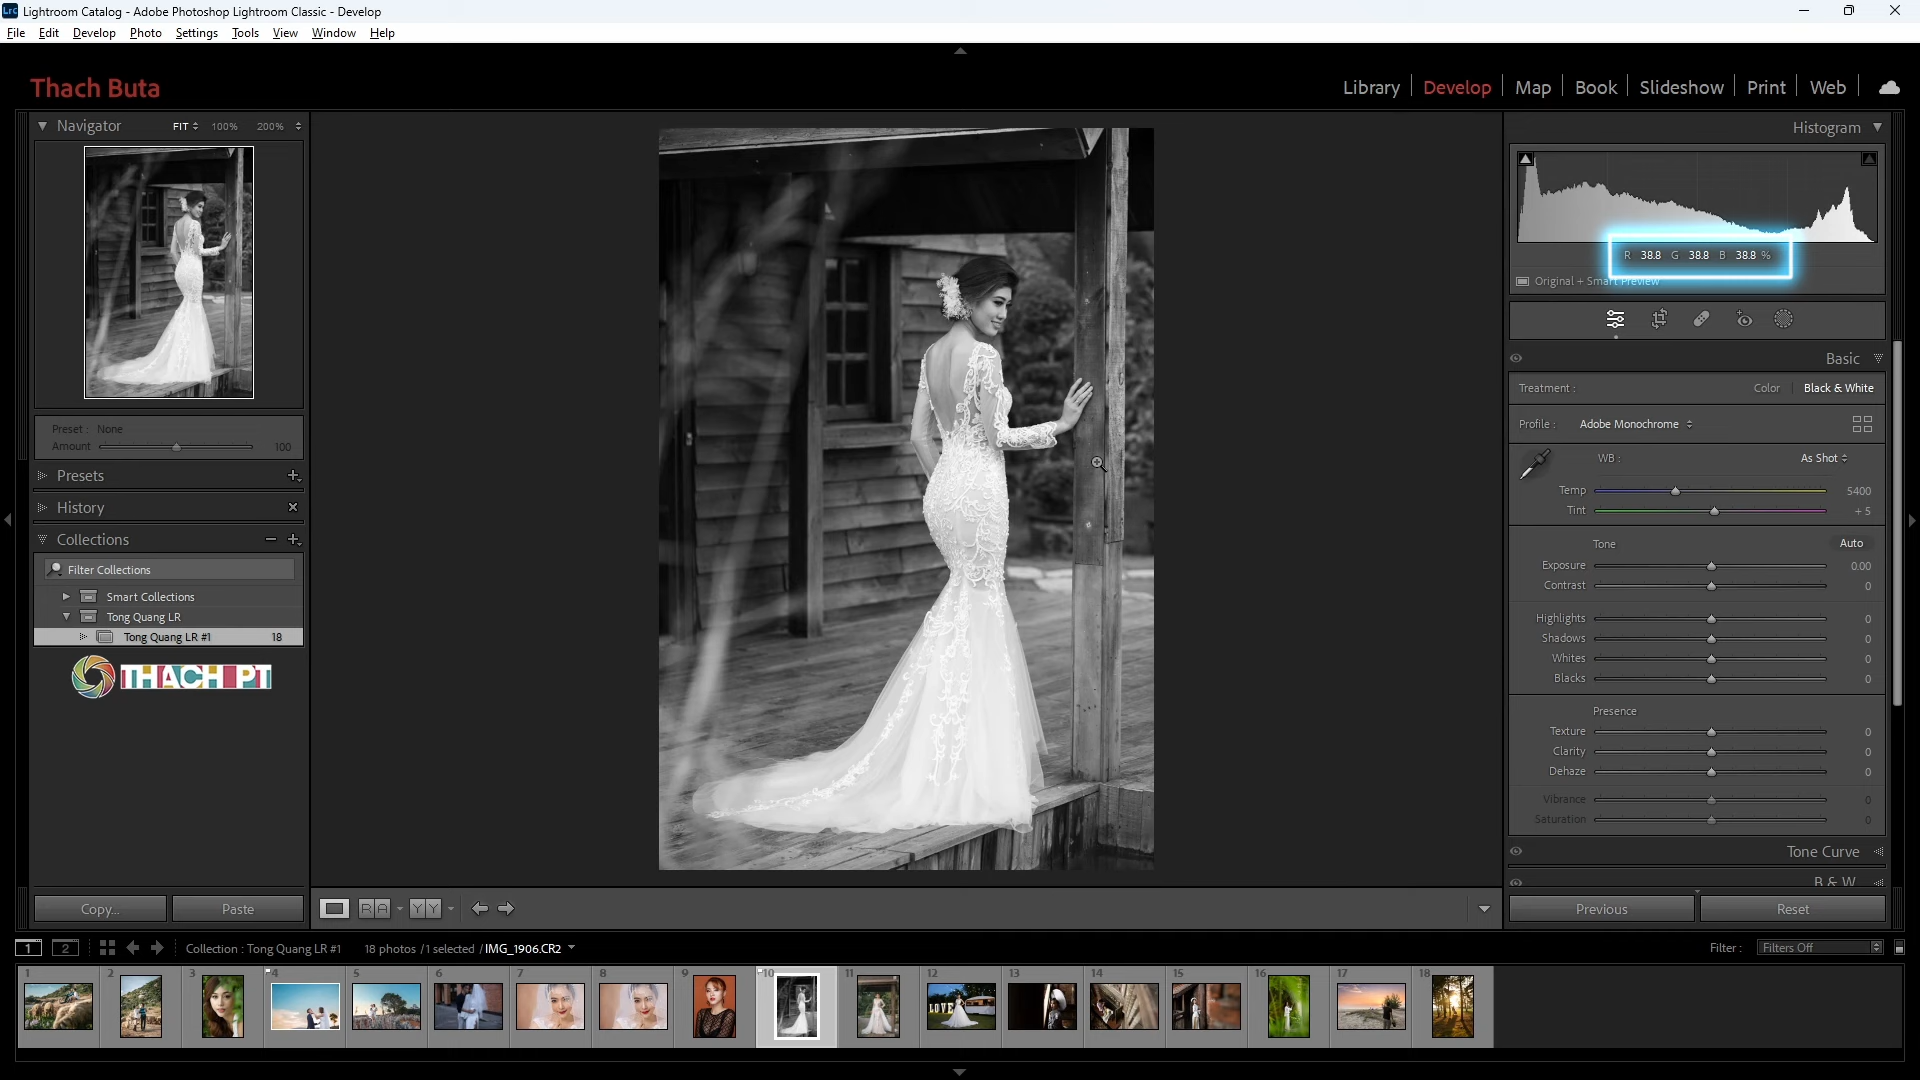 Lightroom Catalog - Adobe Photoshop Lightroom Classic - Develop
File Edit Develop Photo Settings Tools View Window Help
Thach Buta
Library Develop Map Book Slideshow Print Web
Navigator FIT 100% 200%
Preset: None
Amount 100
Presets
History
Collections
Filter Collections
Smart Collections
Tong Quang LR
Tong Quang LR #1 18
THACH PT
Copy... Paste
Histogram
R 38.8 G 38.8 B 38.8 %
Original + Smart Preview
Basic
Treatment : Color Black & White
Profile : Adobe Monochrome
WB : As Shot
Temp 5400
Tint + 5
Tone Auto
Exposure 0.00
Contrast 0
Highlights 0
Shadows 0
Whites 0
Blacks 0
Presence
Texture 0
Clarity 0
Dehaze 0
Vibrance 0
Saturation 0
Tone Curve
B & W
Previous Reset
R A Y Y
1 2 Collection : Tong Quang LR #1 18 photos / 1 selected / IMG_1906.CR2 Filter : Filters Off
1 2 3 4 5 6 7 8 9 10 11 12 13 14 15 16 17 18
LOVE